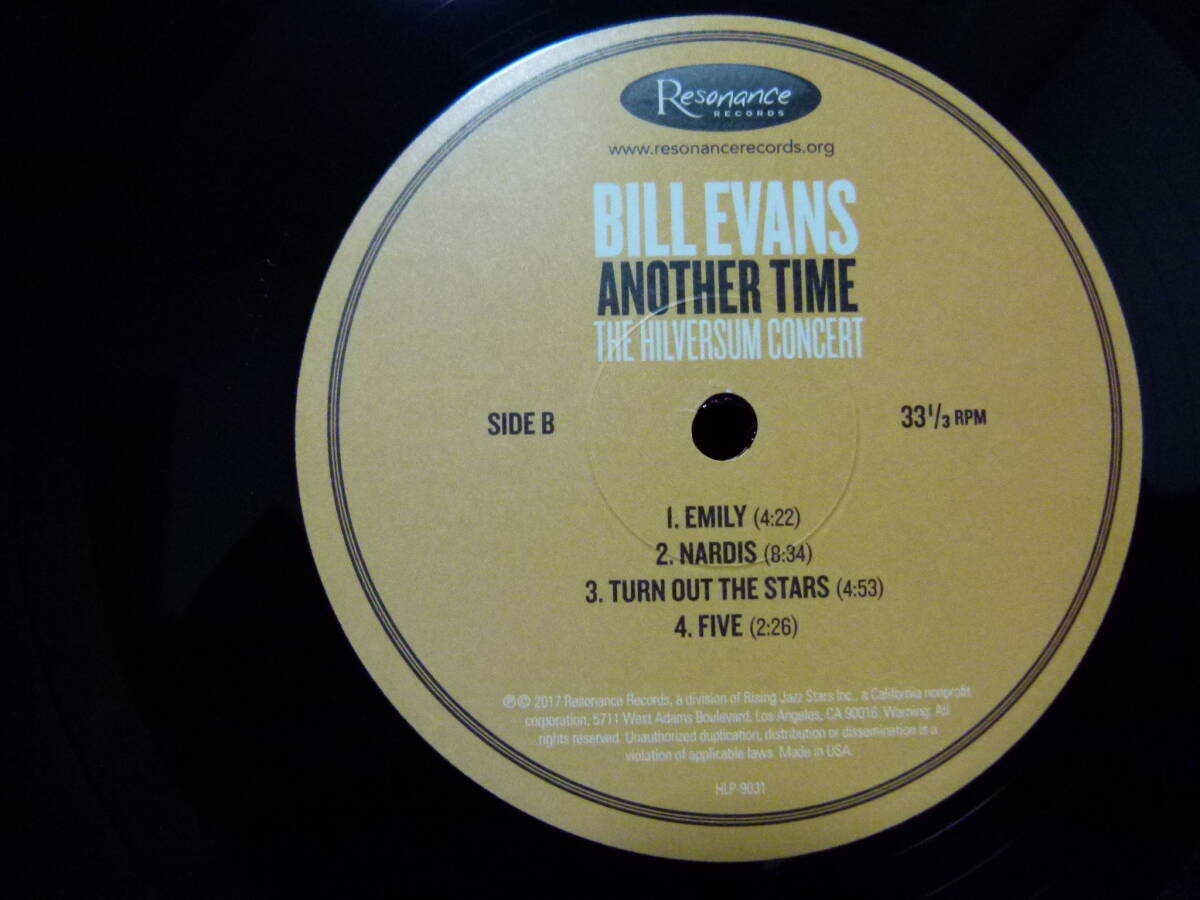 Resonance
RECORDS
www.resonancerecords.org
BILL EVANS
ANOTHER TIME
THE HILVERSUM CONCERT
SIDE B
33 1/3 RPM
1. EMILY (4:22)
2. NARDIS (8:34)
3. TURN OUT THE STARS (4:53)
4. FIVE (2:26)
℗© 2017 Resonance Records, a division of Rising Jazz Stars Inc., a California nonprofit
corporation, 5711 West Adams Boulevard, Los Angeles, CA 90016. Warning: All
rights reserved. Unauthorized duplication, distribution or dissemination is a
violation of applicable laws. Made in USA.
HLP-9031